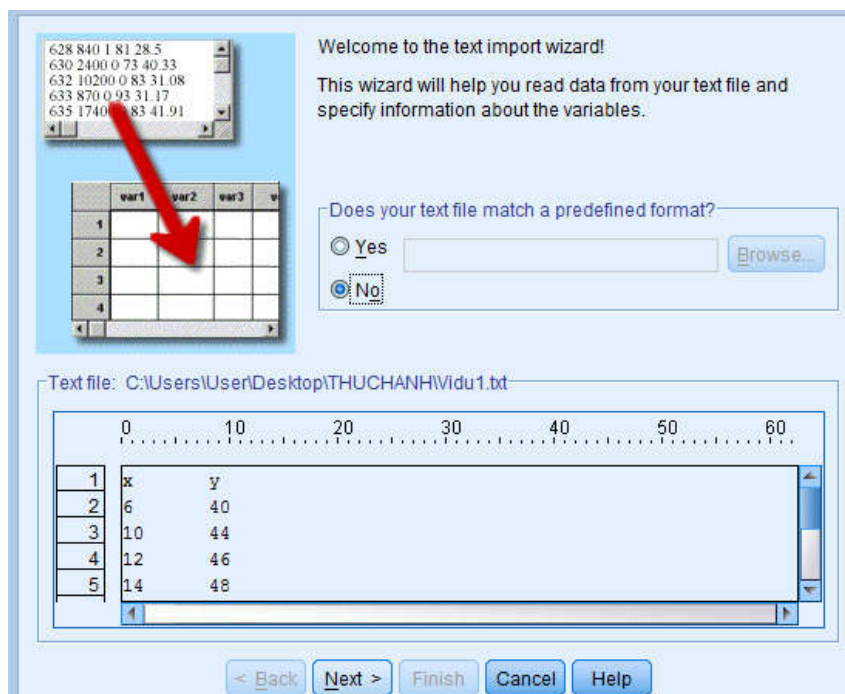 628 840 1 81 28.5
630 2400 0 73 40.33
632 10200 0 83 31.08
633 870 0 93 31.17
635 1740 83 41.91
var1 var2 var3 v
1
2
3
4
Welcome to the text import wizard!
This wizard will help you read data from your text file and
specify information about the variables.
Does your text file match a predefined format?
Yes Browse...
No
Text file: C:\Users\User\Desktop\THUCHANH\Vidu1.txt
0 10 20 30 40 50 60
1 x y
2 6 40
3 10 44
4 12 46
5 14 48
< Back Next > Finish Cancel Help